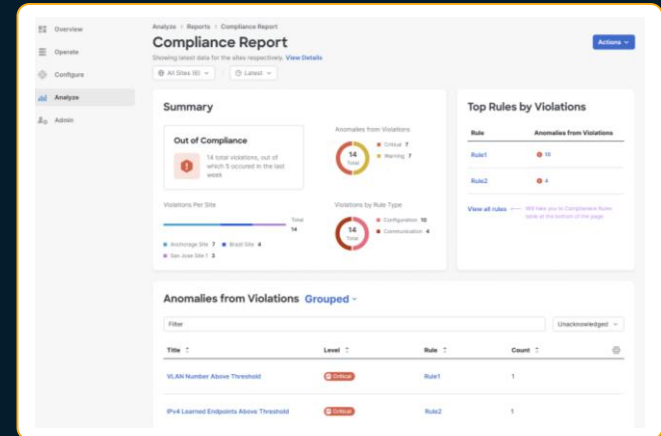 Overview
Operate
Configure
Analyze
Admin
Analyze > Reports > Compliance Report
Compliance Report
Actions
Showing latest data for the sites respectively. View Details
All Sites (6)
Latest
Summary
Out of Compliance
14 total violations, out of
which 5 occured in the last
week
Anomalies from Violations
14
Total
Critical 7
Warning 7
Violations Per Site
Total
14
Anchorage Site 7
Brazil Site 4
San Jose Site 1 3
Violations by Rule Type
14
Total
Configuration 10
Communication 4
Top Rules by Violations
Rule Anomalies from Violations
Rule1 10
Rule2 4
View all rules
Will take you to Complienace Rules
table at the bottom of the page
Anomalies from Violations Grouped
Filter
Unacknowledged
Title Level Rule Count
VLAN Number Above Threshold Critical Rule1 1
IPv4 Learned Endpoints Above Threshold Critical Rule2 1